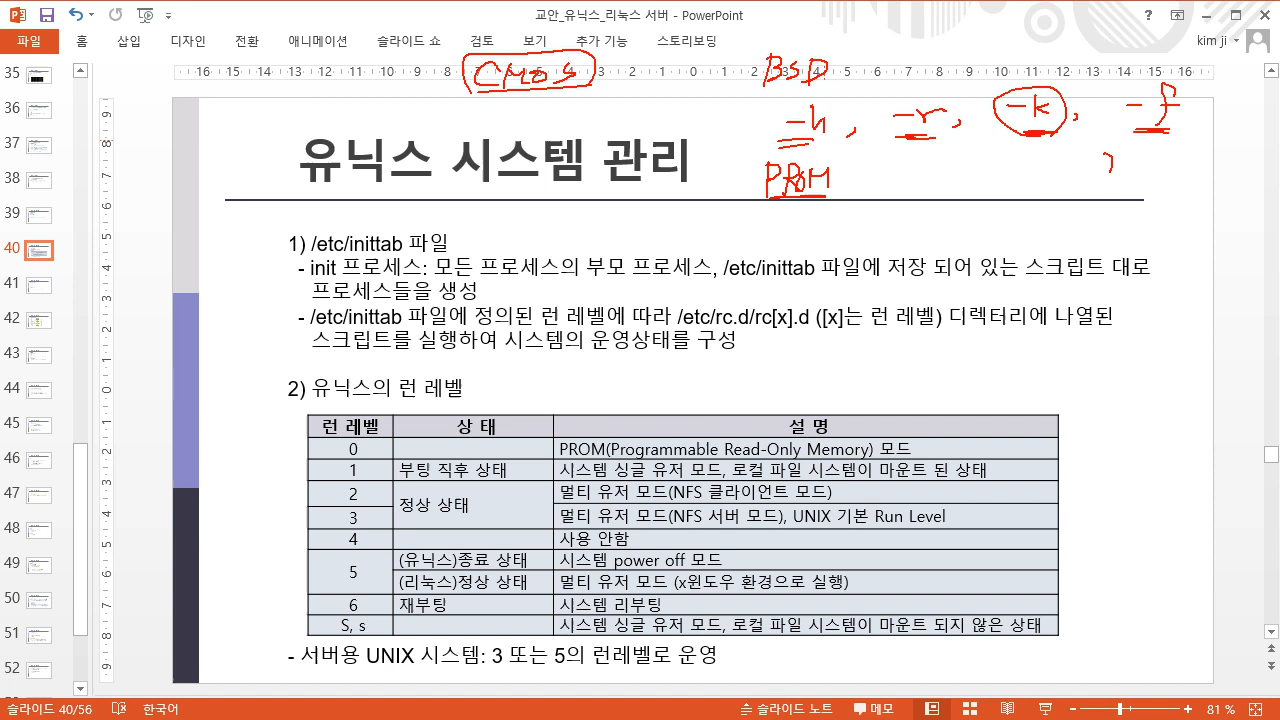 교안_유닉스_리눅스 서버 - PowerPoint
파일 홈 삽입 디자인 전환 애니메이션 슬라이드 쇼 검토 보기 추가 기능 스토리보딩 kim ji
CMOS
BSD
-h, -r, -k, -f
PROM
유닉스 시스템 관리
1) /etc/inittab 파일
- init 프로세스: 모든 프로세스의 부모 프로세스, /etc/inittab 파일에 저장 되어 있는 스크립트 대로
프로세스들을 생성
- /etc/inittab 파일에 정의된 런 레벨에 따라 /etc/rc.d/rc[x].d ([x]는 런 레벨) 디렉터리에 나열된
스크립트를 실행하여 시스템의 운영상태를 구성
2) 유닉스의 런 레벨
런 레벨 상 태 설 명
0 PROM(Programmable Read-Only Memory) 모드
1 부팅 직후 상태 시스템 싱글 유저 모드, 로컬 파일 시스템이 마운트 된 상태
2 정상 상태 멀티 유저 모드(NFS 클라이언트 모드)
3 멀티 유저 모드(NFS 서버 모드), UNIX 기본 Run Level
4 사용 안함
5 (유닉스)종료 상태 시스템 power off 모드
(리눅스)정상 상태 멀티 유저 모드 (x윈도우 환경으로 실행)
6 재부팅 시스템 리부팅
S, s 시스템 싱글 유저 모드, 로컬 파일 시스템이 마운트 되지 않은 상태
- 서버용 UNIX 시스템: 3 또는 5의 런레벨로 운영
35
36
37
38
39
40
41
42
43
44
45
46
47
48
49
50
51
52
슬라이드 40/56 한국어 슬라이드 노트 메모 81 %